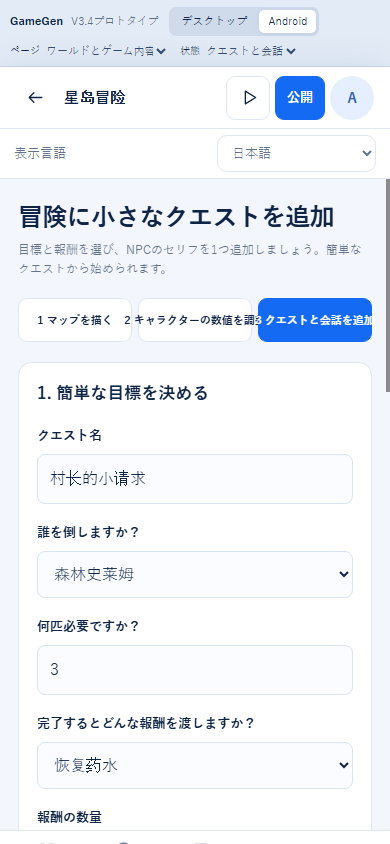 GameGen V3.4プロトタイプ デスクトップ Android
ページ ワールドとゲーム内容 状態 クエストと会話
星岛冒险 公開 A
表示言語 日本語
冒険に小さなクエストを追加
目標と報酬を選び、NPCのセリフを1つ追加しましょう。簡単な
クエストから始められます。
1 マップを描く 2 キャラクターの数値を調 3 クエストと会話を追加
1. 簡単な目標を決める
クエスト名
村长的小请求
誰を倒しますか？
森林史莱姆
何匹必要ですか？
3
完了するとどんな報酬を渡しますか？
恢复药水
報酬の数量